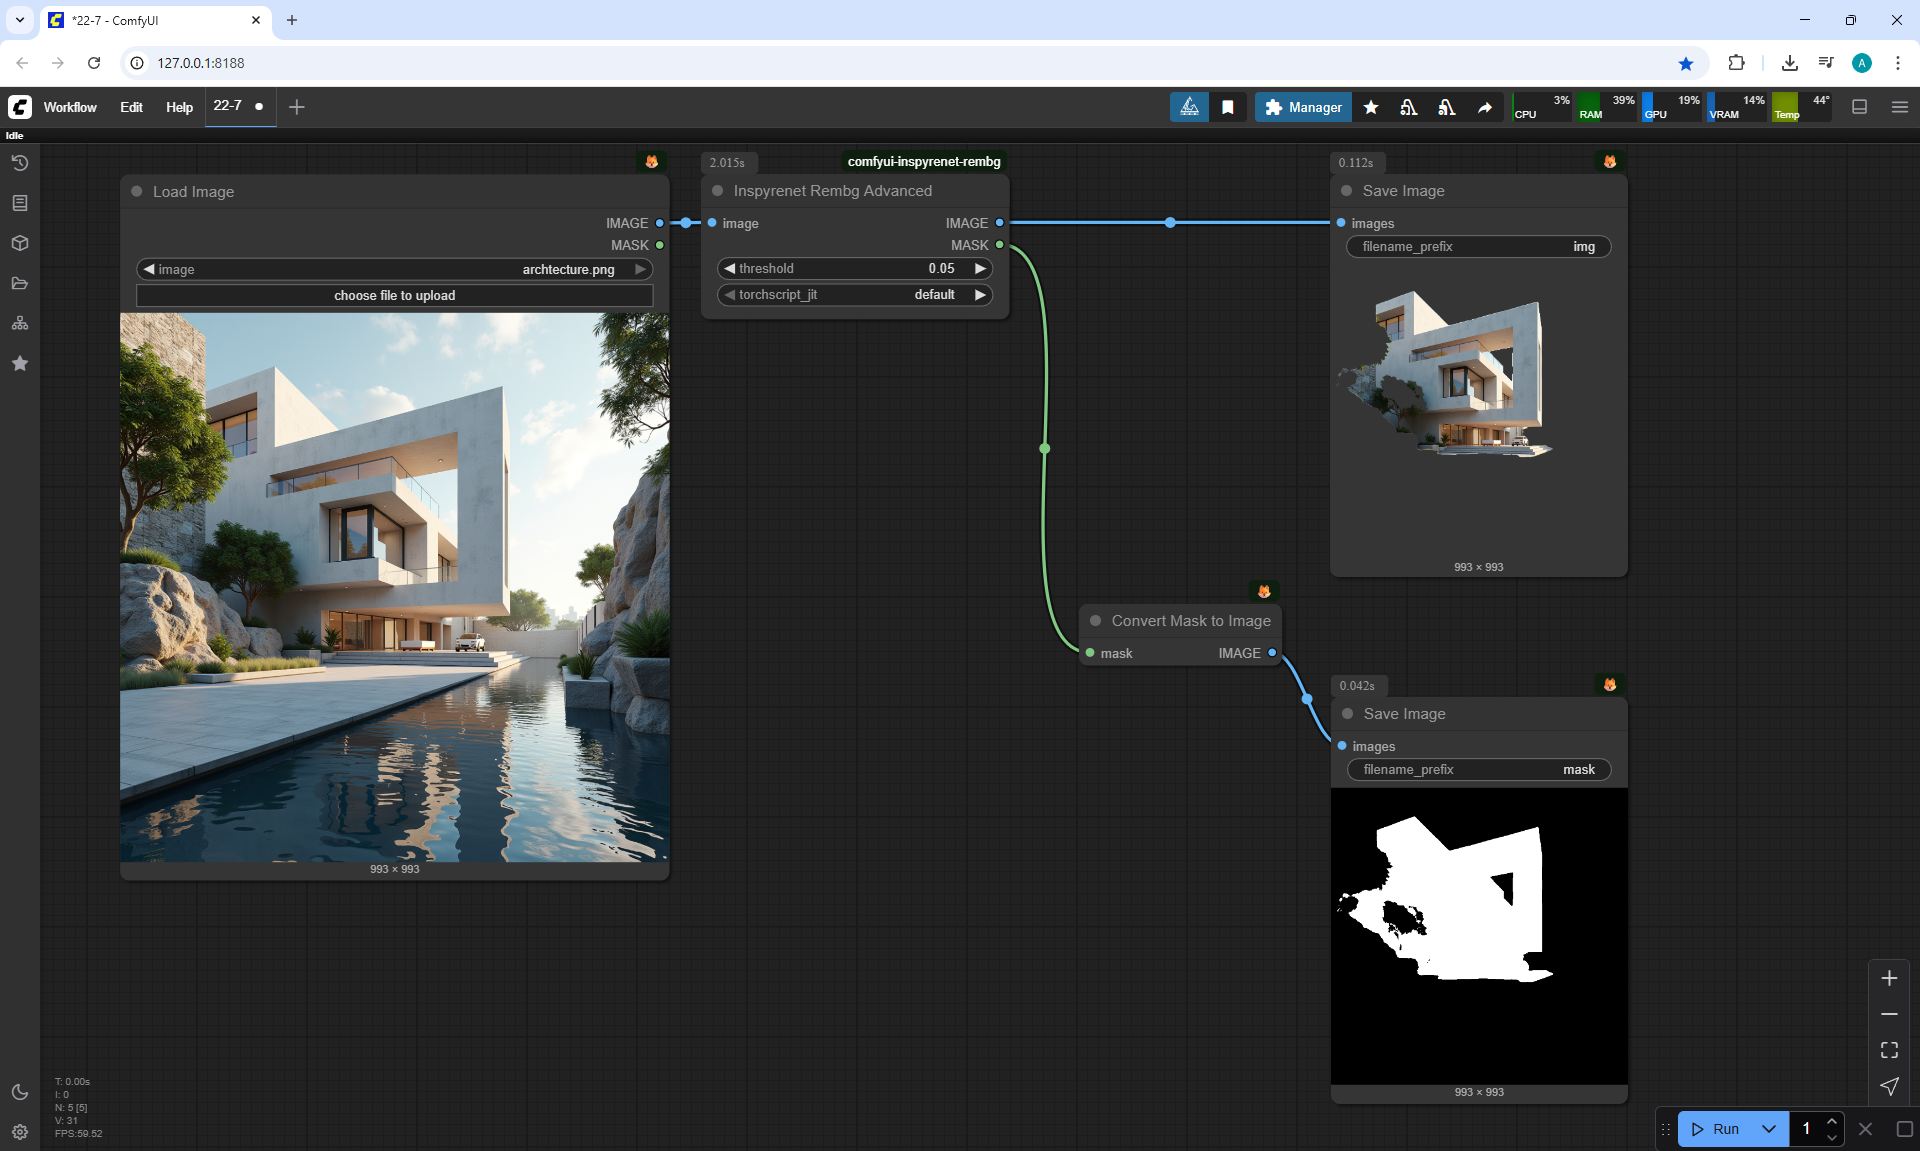 *22-7 - ComfyUI
127.0.0.1:8188
A
Workflow Edit Help 22-7
Manager
CPU 3% RAM 39% GPU 19% VRAM 14% Temp 44°
Idle
Load Image
IMAGE
MASK
image archtecture.png
choose file to upload
993 × 993
2.015s
comfyui-inspyrenet-rembg
Inspyrenet Rembg Advanced
image IMAGE
MASK
threshold 0.05
torchscript_jit default
0.112s
Save Image
images
filename_prefix img
993 × 993
Convert Mask to Image
mask IMAGE
0.042s
Save Image
images
filename_prefix mask
993 × 993
T: 0.00s
I: 0
N: 5 [5]
V: 31
FPS:59.52
Run 1